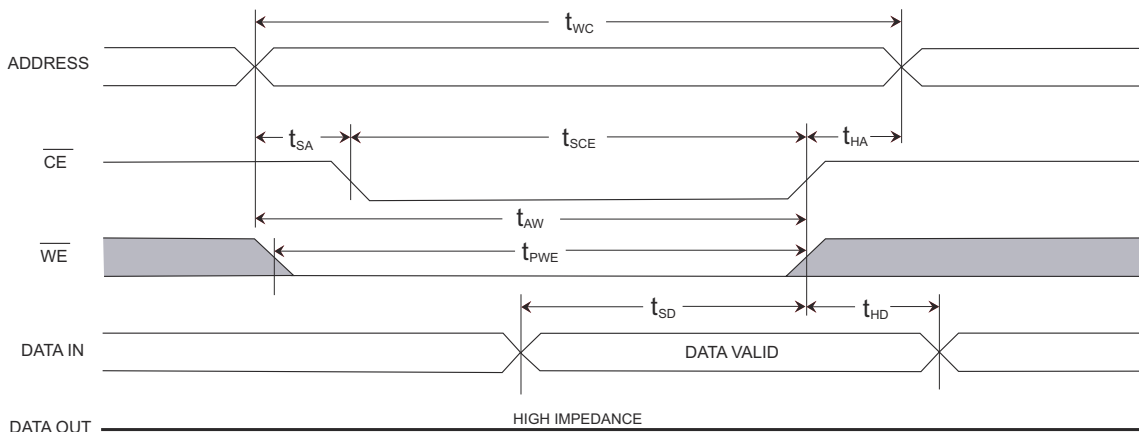 tWC
ADDRESS
tSA
tSCE
tHA
CE
tAW
WE
tPWE
tSD
tHD
DATA IN
DATA VALID
HIGH IMPEDANCE
DATA OUT